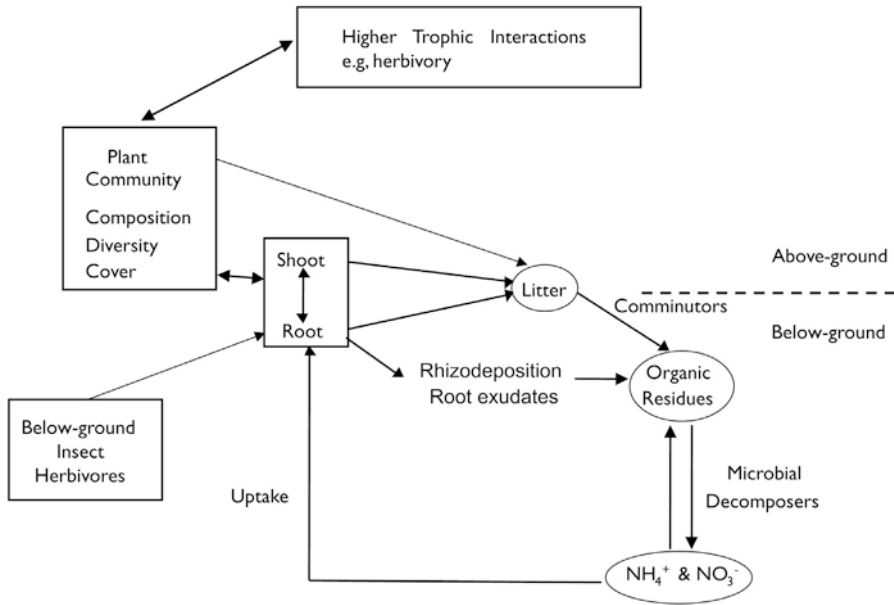 Higher Trophic Interactions
e.g, herbivory
Plant
Community
Composition
Diversity
Cover
Shoot
Root
Litter
Above-ground
Comminutors
Below-ground
Rhizodeposition
Root exudates
Organic
Residues
Below-ground
Insect
Herbivores
Uptake
Microbial
Decomposers
NH₄⁺ & NO₃⁻